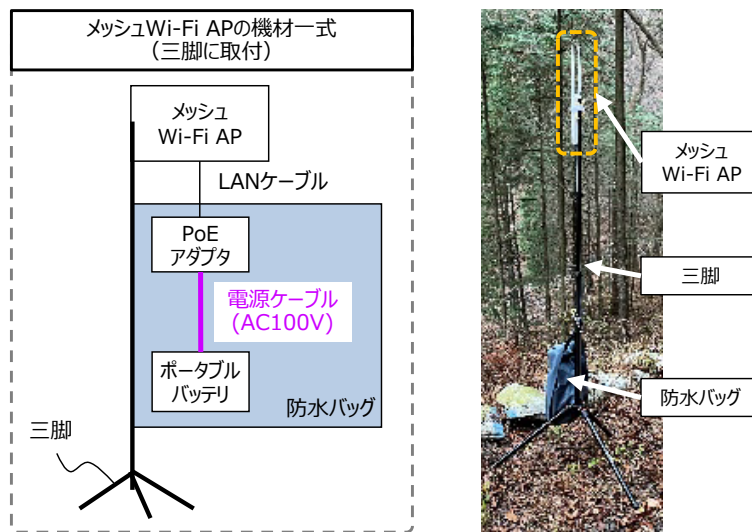 メッシュWi-Fi APの機材一式
（三脚に取付）
メッシュ
Wi-Fi AP
LANケーブル
PoE
アダプタ
電源ケーブル
(AC100V)
ポータブル
バッテリ
防水バッグ
三脚
メッシュ
Wi-Fi AP
三脚
防水バッグ